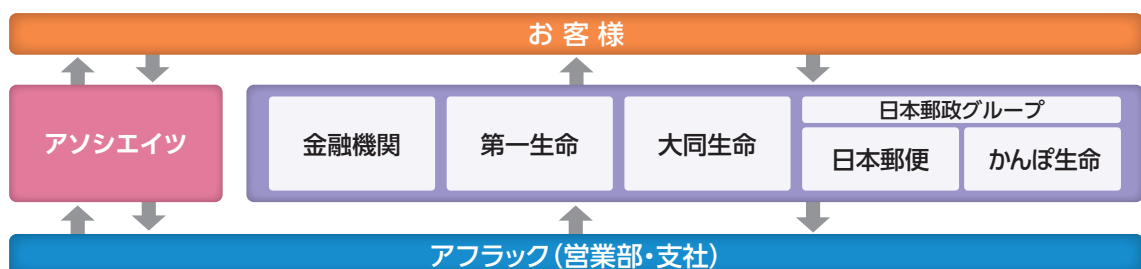 お客様
アソシエイツ
金融機関
第一生命
大同生命
日本郵政グループ
日本郵便
かんぽ生命
アフラック(営業部・支社)